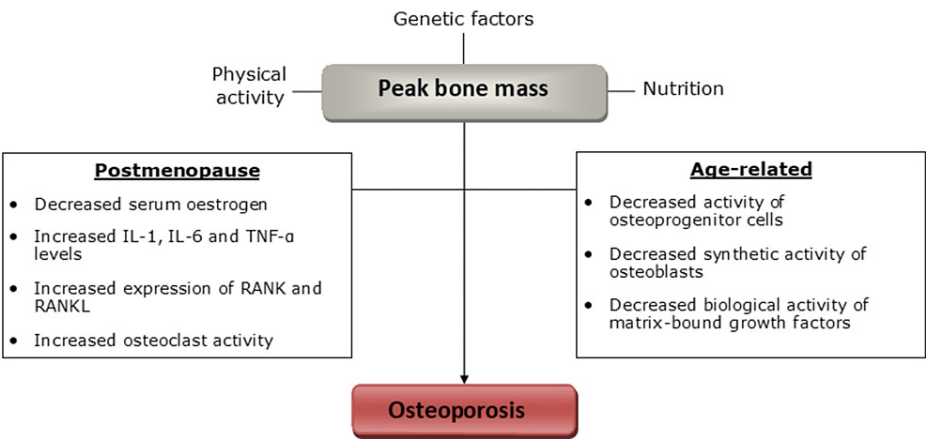 Genetic factors
Physical
activity
Peak bone mass
Nutrition
Postmenopause
• Decreased serum oestrogen
• Increased IL-1, IL-6 and TNF-α
levels
• Increased expression of RANK and
RANKL
• Increased osteoclast activity
Age-related
• Decreased activity of
osteoprogenitor cells
• Decreased synthetic activity of
osteoblasts
• Decreased biological activity of
matrix-bound growth factors
Osteoporosis